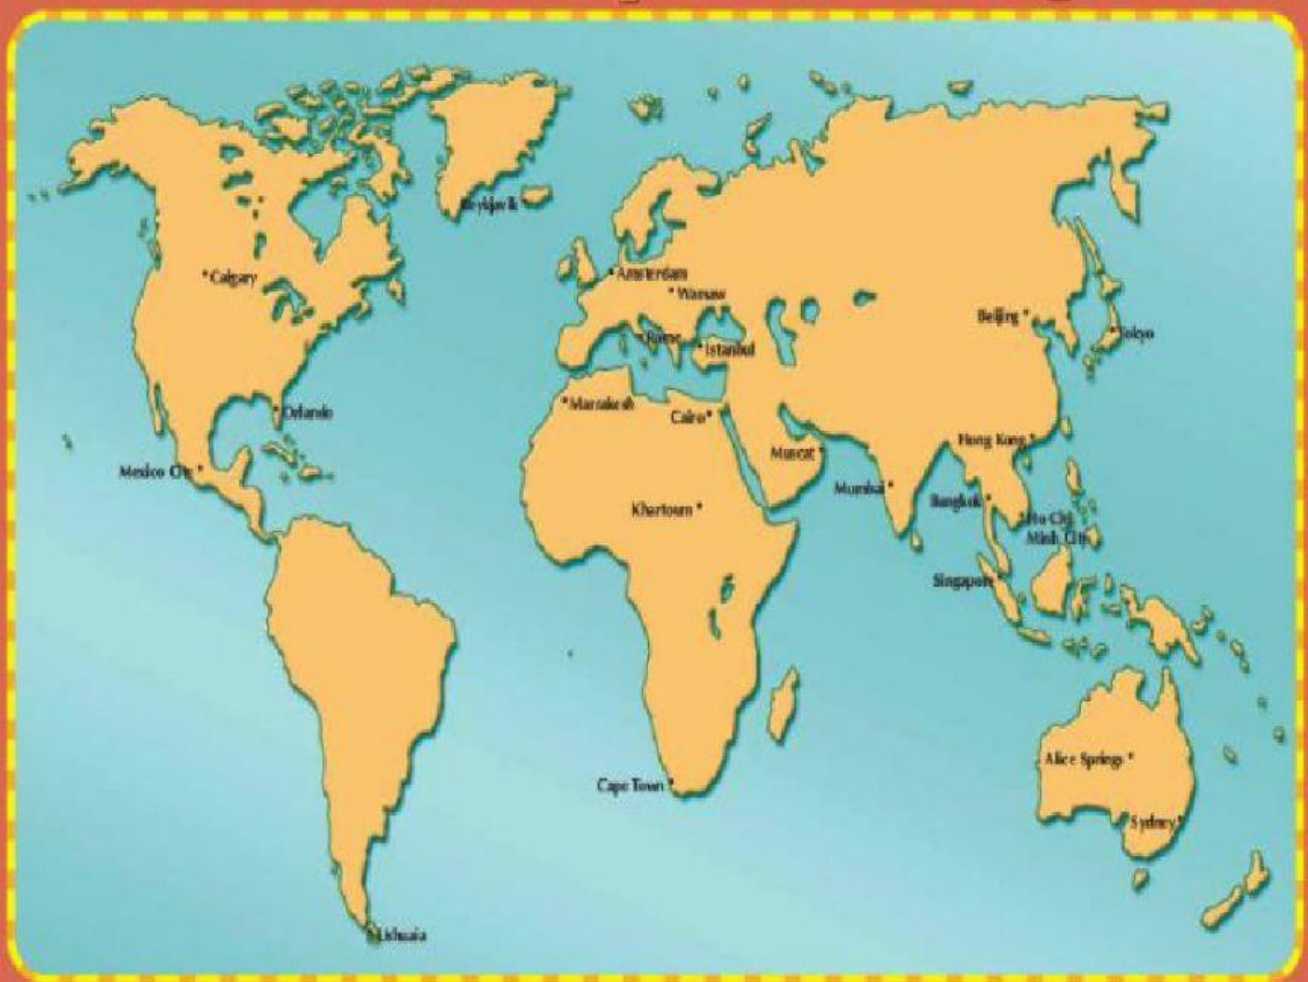 Reykjavik
Calgary
Amsterdam
Warsaw
Rome
Istanbul
Beijing
Tokyo
Orlando
Marrakesh
Cairo
Mexico City
Muscat
Hong Kong
Mumbai
Bangkok
Khartoum
Ho Chi
Minh City
Singapore
Alice Springs
Cape Town
Sydney
Ushuaia